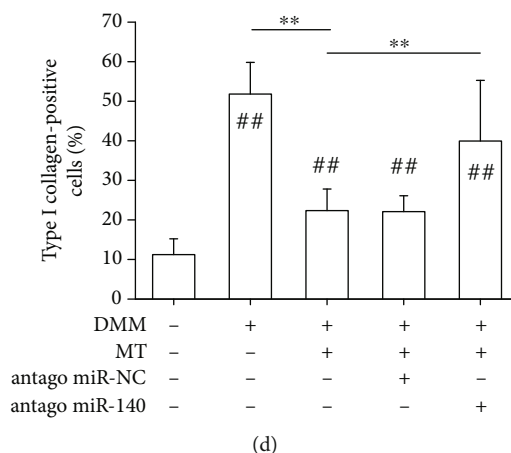 70
60
50
40
30
20
10
0
Type I collagen-positive
cells (%)
**
**
##
##
##
##
DMM – + + + +
MT – – + + +
antago miR-NC – – – + –
antago miR-140 – – – – +
(d)